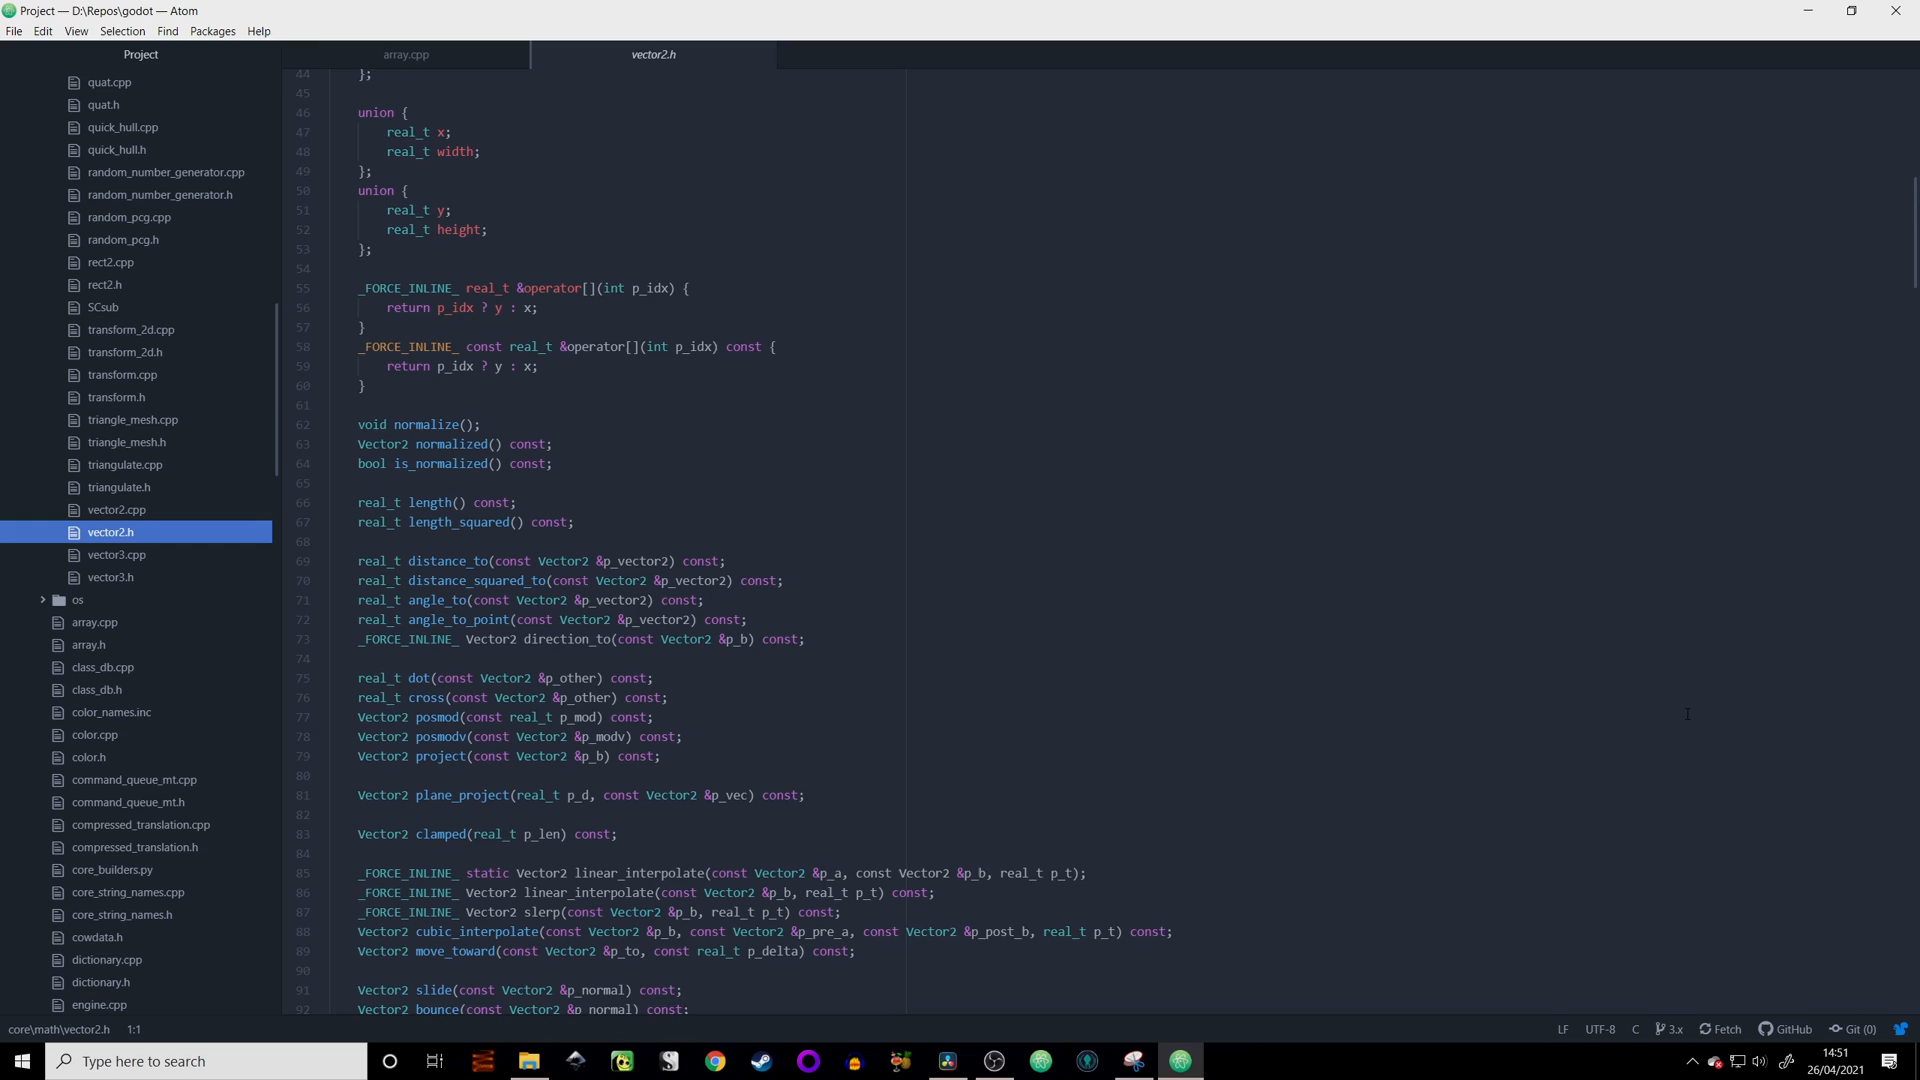 Project — D:\Repos\godot — Atom
File Edit View Selection Find Packages Help
Project
quat.cpp
quat.h
quick_hull.cpp
quick_hull.h
random_number_generator.cpp
random_number_generator.h
random_pcg.cpp
random_pcg.h
rect2.cpp
rect2.h
SCsub
transform_2d.cpp
transform_2d.h
transform.cpp
transform.h
triangle_mesh.cpp
triangle_mesh.h
triangulate.cpp
triangulate.h
vector2.cpp
vector2.h
vector3.cpp
vector3.h
os
array.cpp
array.h
class_db.cpp
class_db.h
color_names.inc
color.cpp
color.h
command_queue_mt.cpp
command_queue_mt.h
compressed_translation.cpp
compressed_translation.h
core_builders.py
core_string_names.cpp
core_string_names.h
cowdata.h
dictionary.cpp
dictionary.h
engine.cpp
array.cpp vector2.h
44 };
45
46 union {
47 real_t x;
48 real_t width;
49 };
50 union {
51 real_t y;
52 real_t height;
53 };
54
55 _FORCE_INLINE_ real_t &operator[](int p_idx) {
56 return p_idx ? y : x;
57 }
58 _FORCE_INLINE_ const real_t &operator[](int p_idx) const {
59 return p_idx ? y : x;
60 }
61
62 void normalize();
63 Vector2 normalized() const;
64 bool is_normalized() const;
65
66 real_t length() const;
67 real_t length_squared() const;
68
69 real_t distance_to(const Vector2 &p_vector2) const;
70 real_t distance_squared_to(const Vector2 &p_vector2) const;
71 real_t angle_to(const Vector2 &p_vector2) const;
72 real_t angle_to_point(const Vector2 &p_vector2) const;
73 _FORCE_INLINE_ Vector2 direction_to(const Vector2 &p_b) const;
74
75 real_t dot(const Vector2 &p_other) const;
76 real_t cross(const Vector2 &p_other) const;
77 Vector2 posmod(const real_t p_mod) const;
78 Vector2 posmodv(const Vector2 &p_modv) const;
79 Vector2 project(const Vector2 &p_b) const;
80
81 Vector2 plane_project(real_t p_d, const Vector2 &p_vec) const;
82
83 Vector2 clamped(real_t p_len) const;
84
85 _FORCE_INLINE_ static Vector2 linear_interpolate(const Vector2 &p_a, const Vector2 &p_b, real_t p_t);
86 _FORCE_INLINE_ Vector2 linear_interpolate(const Vector2 &p_b, real_t p_t) const;
87 _FORCE_INLINE_ Vector2 slerp(const Vector2 &p_b, real_t p_t) const;
88 Vector2 cubic_interpolate(const Vector2 &p_b, const Vector2 &p_pre_a, const Vector2 &p_post_b, real_t p_t) const;
89 Vector2 move_toward(const Vector2 &p_to, const real_t p_delta) const;
90
91 Vector2 slide(const Vector2 &p_normal) const;
92 Vector2 bounce(const Vector2 &p_normal) const;
core\math\vector2.h 1:1 LF UTF-8 C 3.x Fetch GitHub Git (0)
Type here to search
14:51
26/04/2021